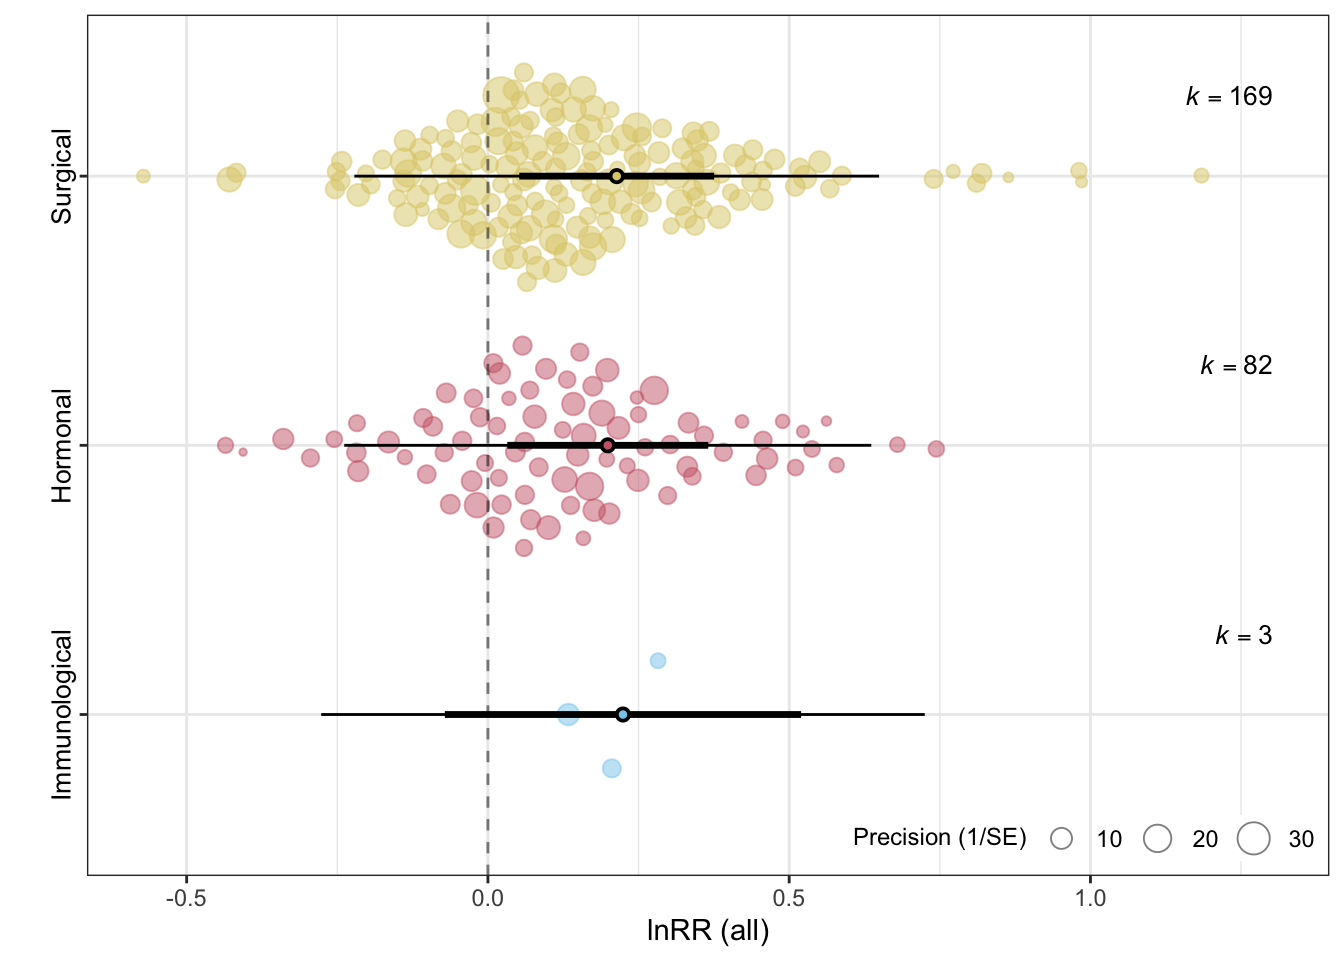 Surgical
k = 169
Hormonal
k = 82
Immunological
k = 3
Precision (1/SE) 10 20 30
-0.5 0.0 0.5 1.0
lnRR (all)